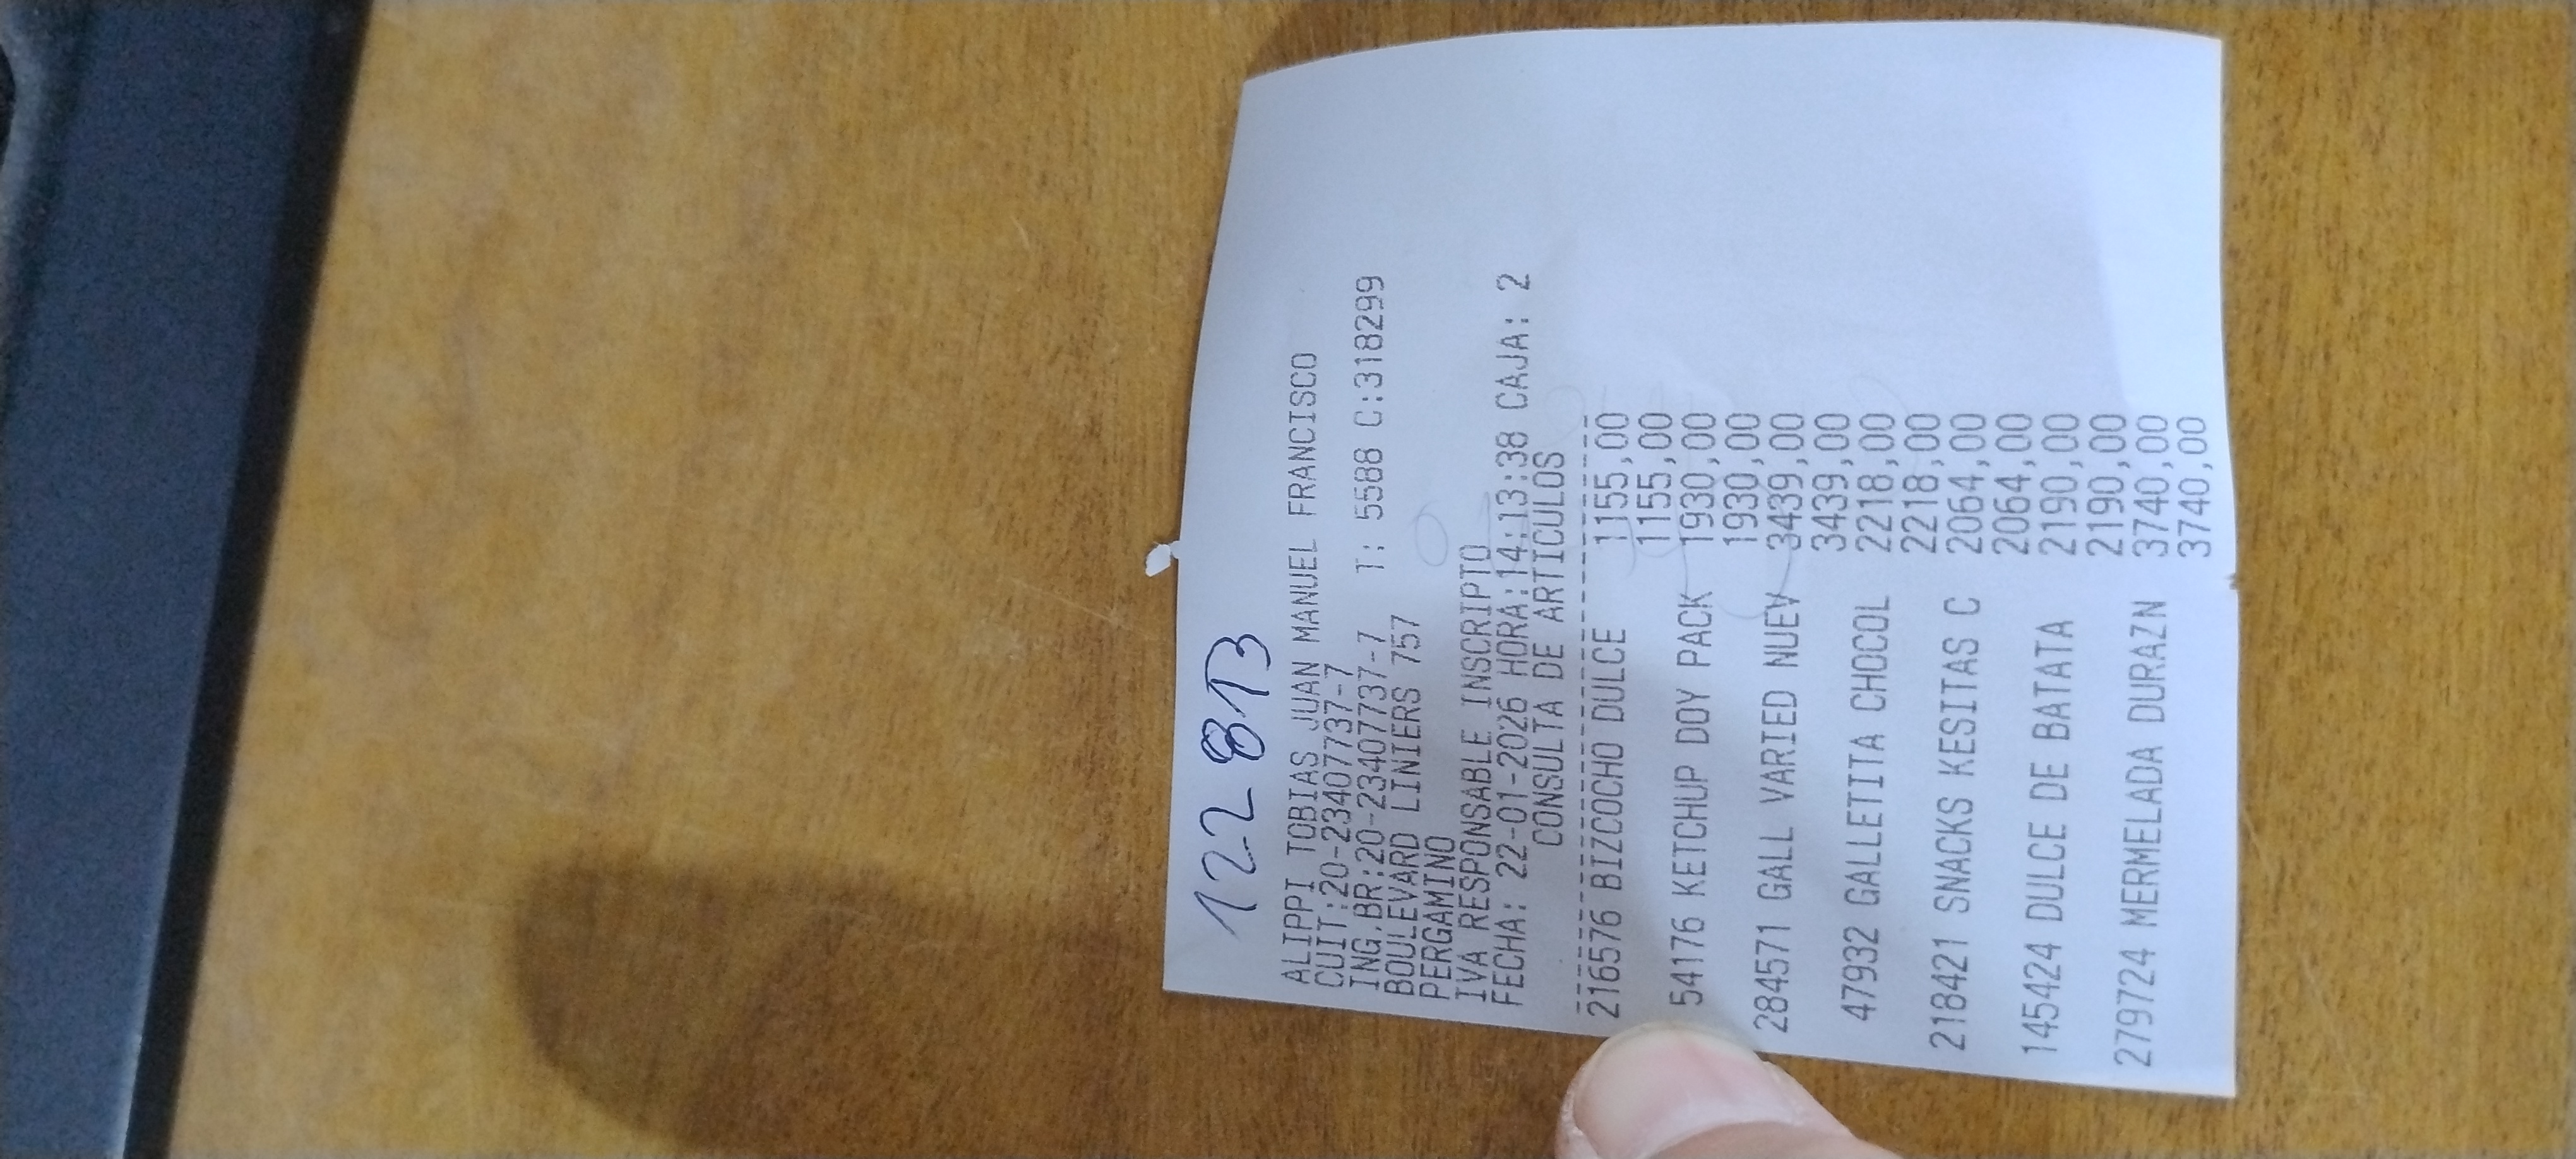 122813
ALIPPI TOBIAS JUAN MANUEL FRANCISCO
CUIT:20-23407737-7
ING.BR:20-23407737-7 T: 5588 C:318299
BOULEVARD LINIERS 757
PERGAMINO
IVA RESPONSABLE INSCRIPTO
FECHA: 22-01-2026 HORA:14:13:38 CAJA: 2
CONSULTA DE ARTICULOS
--------------------------------
216576 BIZCOCHO DULCE 1155,00
1155,00
54176 KETCHUP DOY PACK 1930,00
1930,00
284571 GALL VARIED NUEV 3439,00
3439,00
47932 GALLETITA CHOCOL 2218,00
2218,00
218421 SNACKS KESITAS C 2064,00
2064,00
145424 DULCE DE BATATA 2190,00
2190,00
279724 MERMELADA DURAZN 3740,00
3740,00